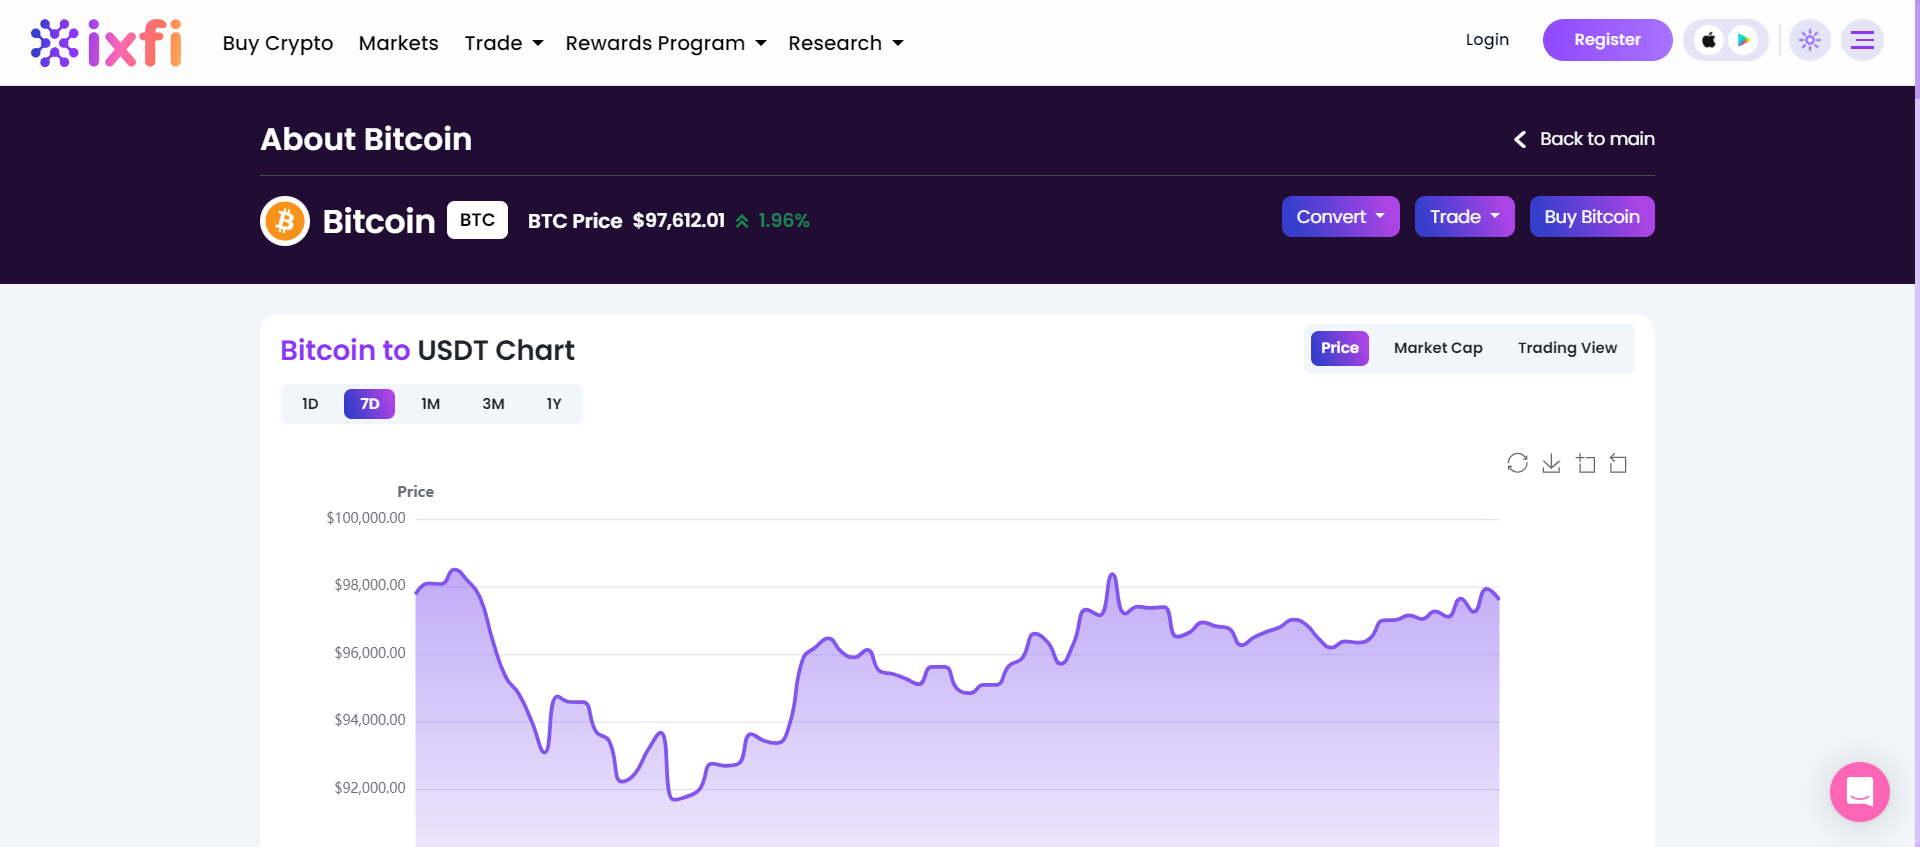 ixfi
Buy Crypto Markets Trade Rewards Program Research Login Register
About Bitcoin
Back to main
Bitcoin BTC BTC Price $97,612.01 1.96%
Convert Trade Buy Bitcoin
Bitcoin to USDT Chart
Price Market Cap Trading View
1D 7D 1M 3M 1Y
Price
$100,000.00
$98,000.00
$96,000.00
$94,000.00
$92,000.00